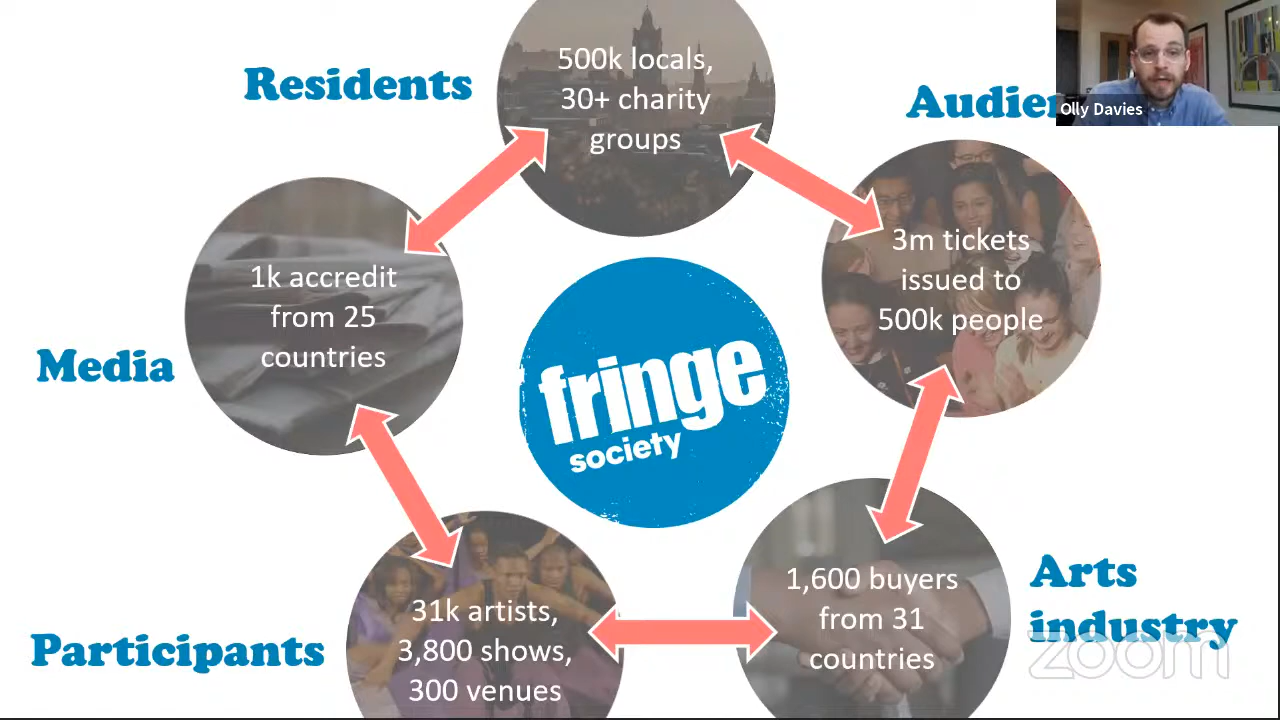 Residents
500k locals,
30+ charity
groups
Olly Davies
3m tickets
issued to
500k people
1k accredit
from 25
countries
Media
fringe
society
Arts
industry
1,600 buyers
from 31
countries
zoom
Participants
31k artists,
3,800 shows,
300 venues